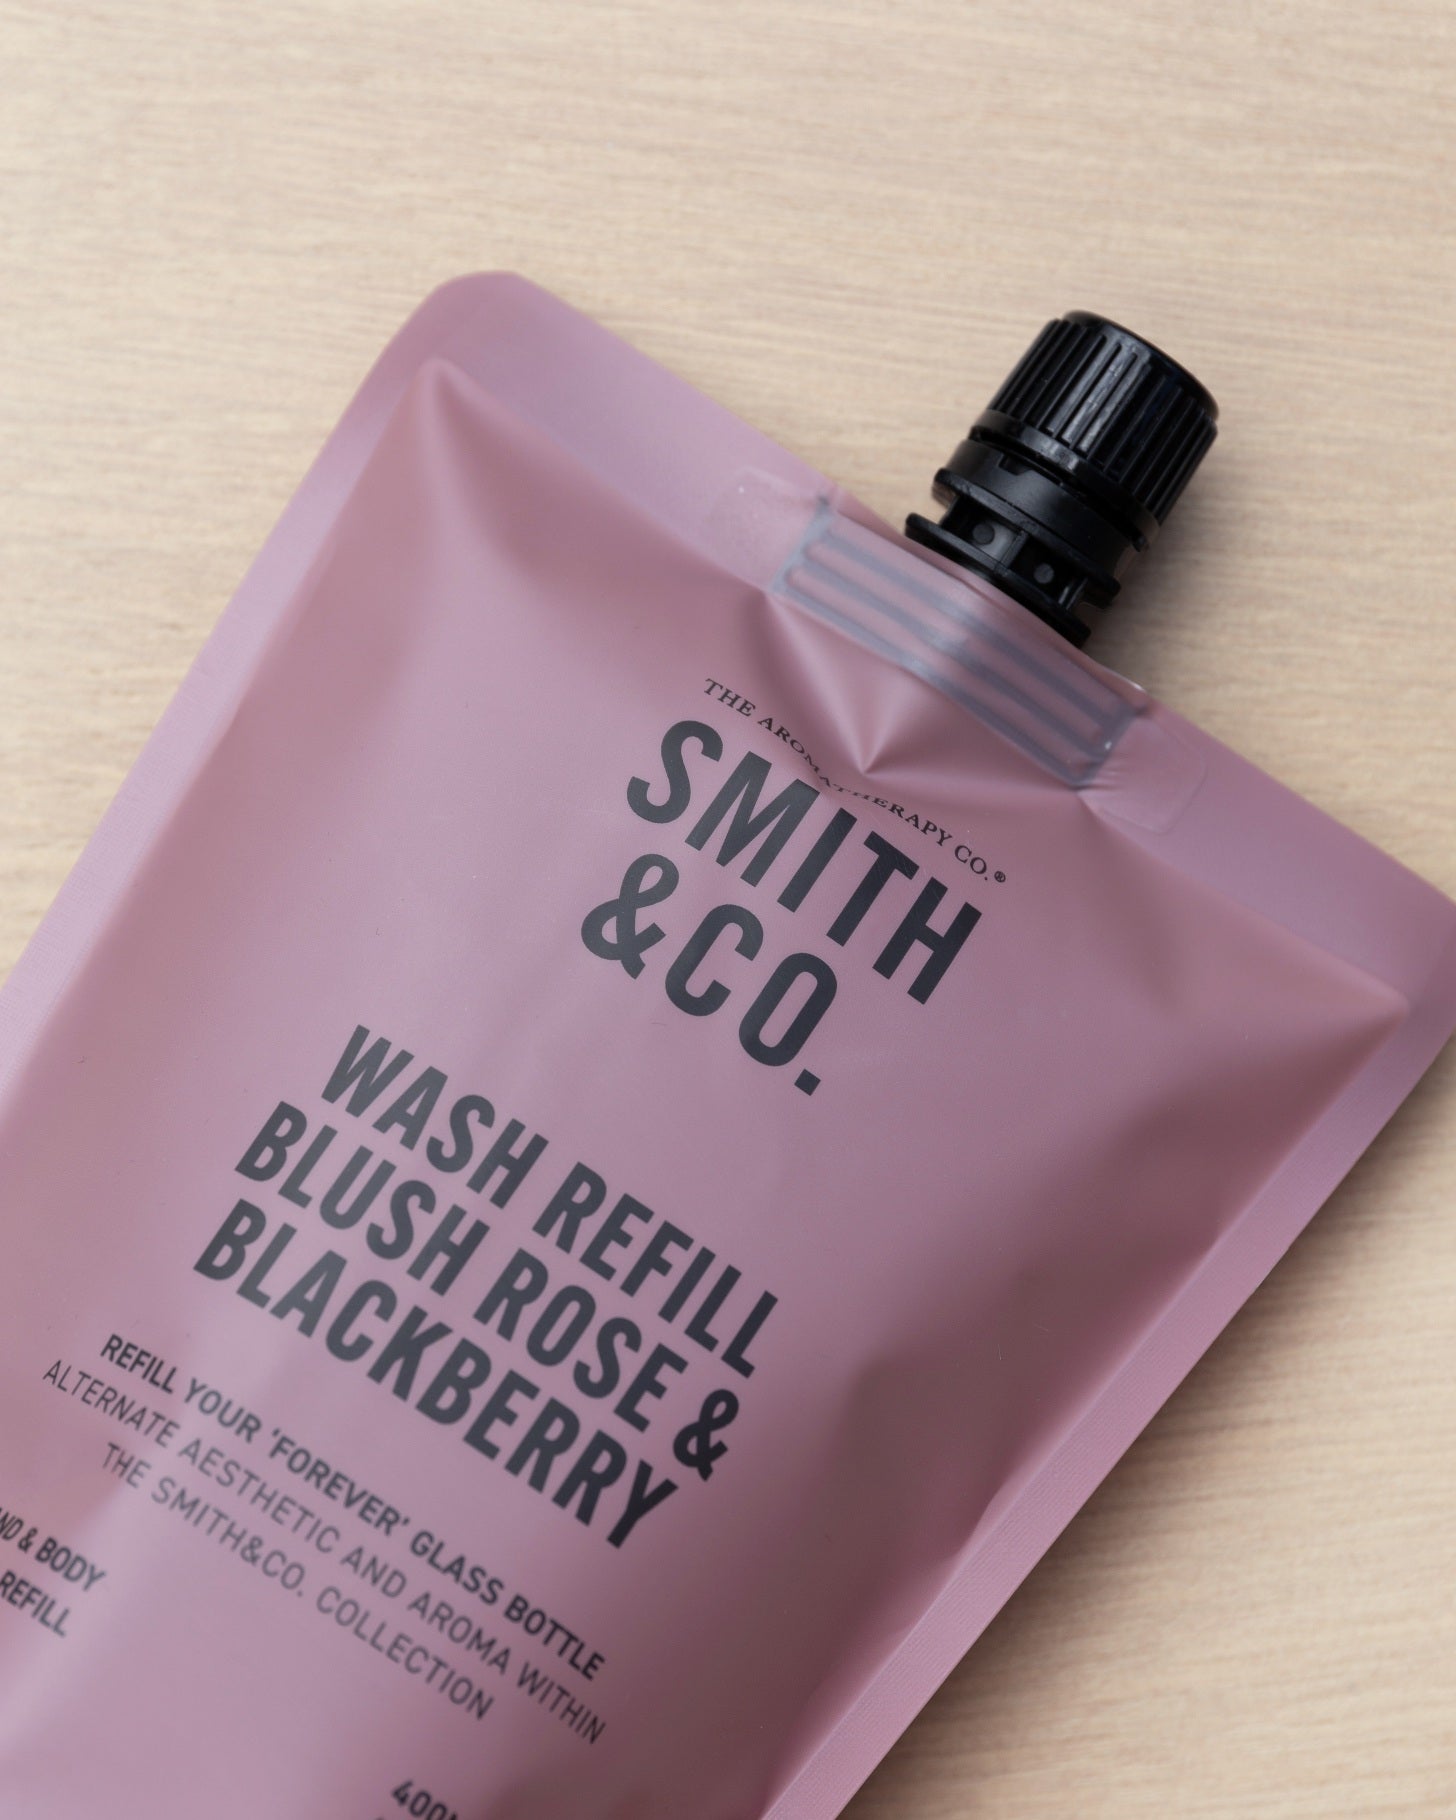 THE AROMATHERAPY CO.®
SMITH
&CO.
WASH REFILL
BLUSH ROSE &
BLACKBERRY
REFILL YOUR 'FOREVER' GLASS BOTTLE
ALTERNATE AESTHETIC AND AROMA WITHIN
THE SMITH&CO. COLLECTION
& BODY
REFILL